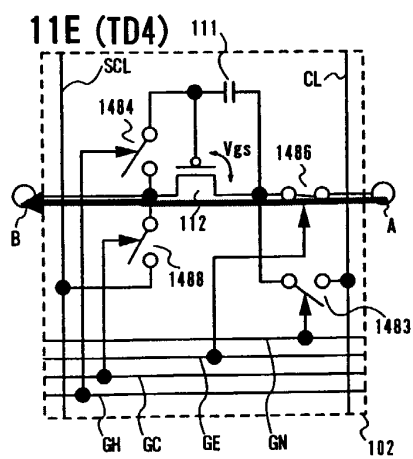 11E (TD4)
111
SCL
CL
1484
Vgs
1486
B
112
A
1488
1483
GH
GC
GE
GN
102